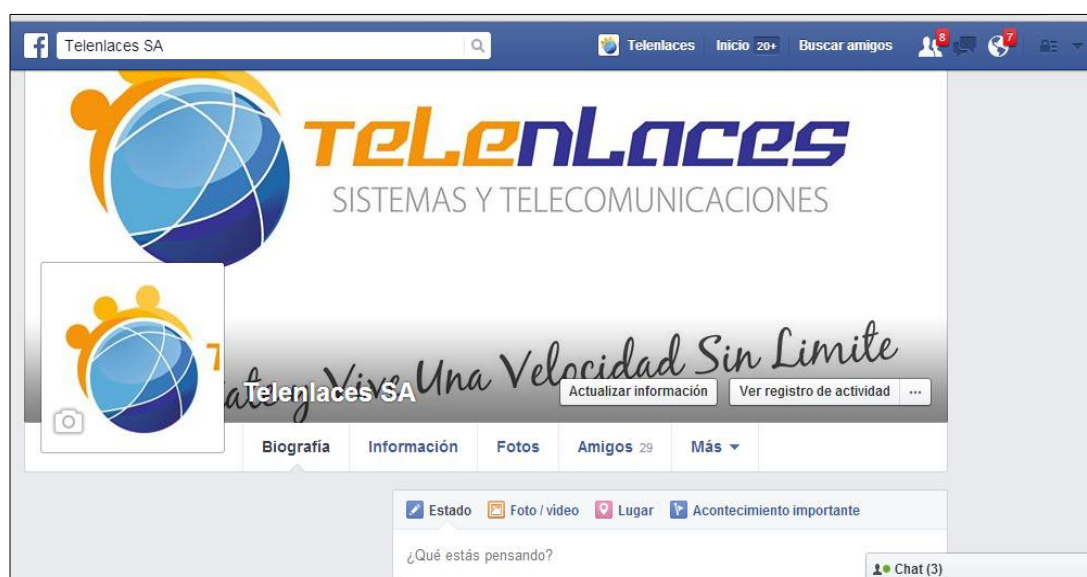 Telenlaces SA
Telenlaces Inicio 20+ Buscar amigos 8 7
TeLenLaces
SISTEMAS Y TELECOMUNICACIONES
y Vive Una Velocidad Sin Limite
Telenlaces SA
Actualizar información Ver registro de actividad ...
Biografía Información Fotos Amigos 29 Más
Estado Foto / vídeo Lugar Acontecimiento importante
¿Qué estás pensando?
Chat (3)